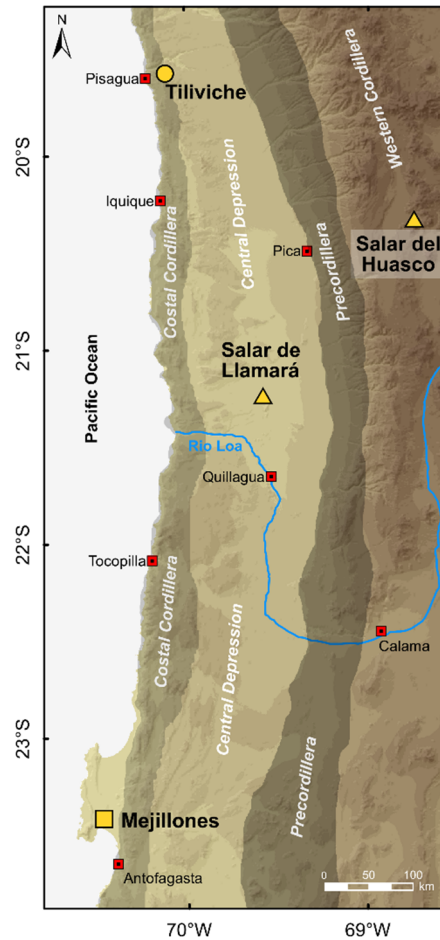 N
Pisagua
Tiliviche
Western Cordillera
20°S
Central Depression
Iquique
Costal Cordillera
Pica
Precordillera
Salar del
Huasco
21°S
Pacific Ocean
Salar de
Llamará
Rio Loa
Quillagua
22°S
Tocopilla
Costal Cordillera
Calama
Central Depression
23°S
Precordillera
Mejillones
Antofagasta
0 50 100
km
70°W
69°W